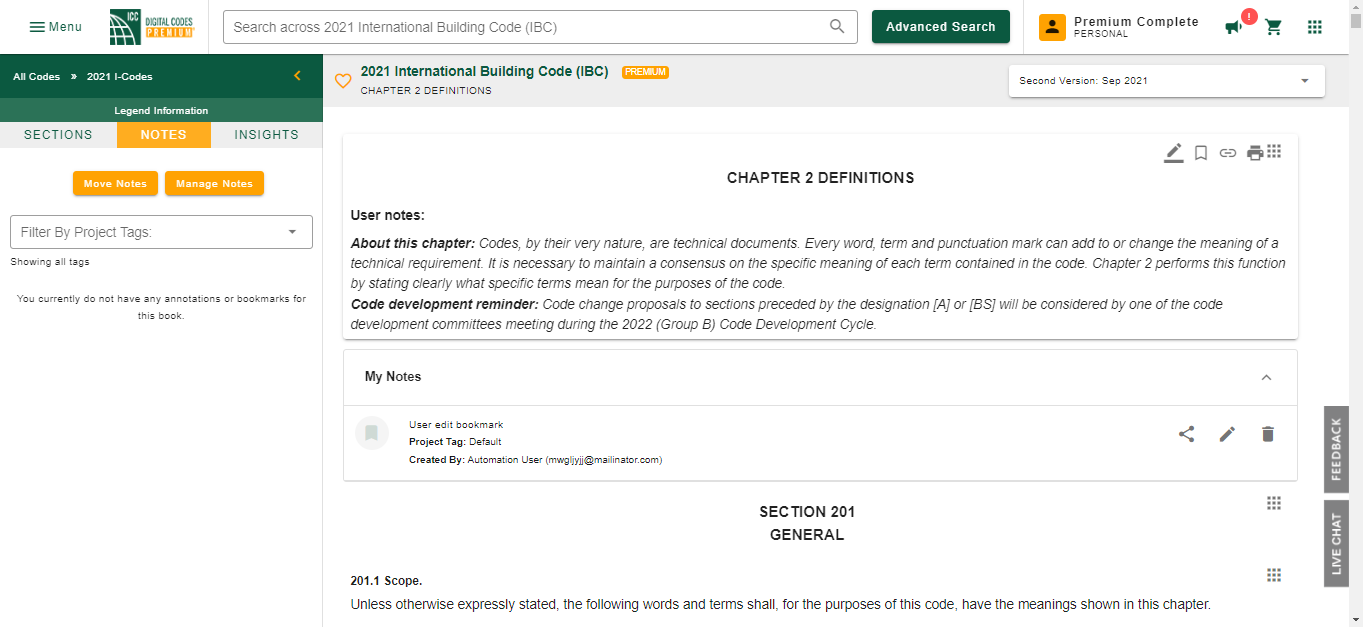 Menu
ICC
DIGITAL CODES
PREMIUM
Search across 2021 International Building Code (IBC)
Advanced Search
Premium Complete
PERSONAL
!
All Codes » 2021 I-Codes
Legend Information
SECTIONS NOTES INSIGHTS
Move Notes Manage Notes
Filter By Project Tags:
Showing all tags
You currently do not have any annotations or bookmarks for
this book.
2021 International Building Code (IBC) PREMIUM
CHAPTER 2 DEFINITIONS
Second Version: Sep 2021
CHAPTER 2 DEFINITIONS
User notes:
About this chapter: Codes, by their very nature, are technical documents. Every word, term and punctuation mark can add to or change the meaning of a
technical requirement. It is necessary to maintain a consensus on the specific meaning of each term contained in the code. Chapter 2 performs this function
by stating clearly what specific terms mean for the purposes of the code.
Code development reminder: Code change proposals to sections preceded by the designation [A] or [BS] will be considered by one of the code
development committees meeting during the 2022 (Group B) Code Development Cycle.
My Notes
User edit bookmark
Project Tag: Default
Created By: Automation User (mwgljyjj@mailinator.com)
SECTION 201
GENERAL
201.1 Scope.
Unless otherwise expressly stated, the following words and terms shall, for the purposes of this code, have the meanings shown in this chapter.
FEEDBACK
LIVE CHAT